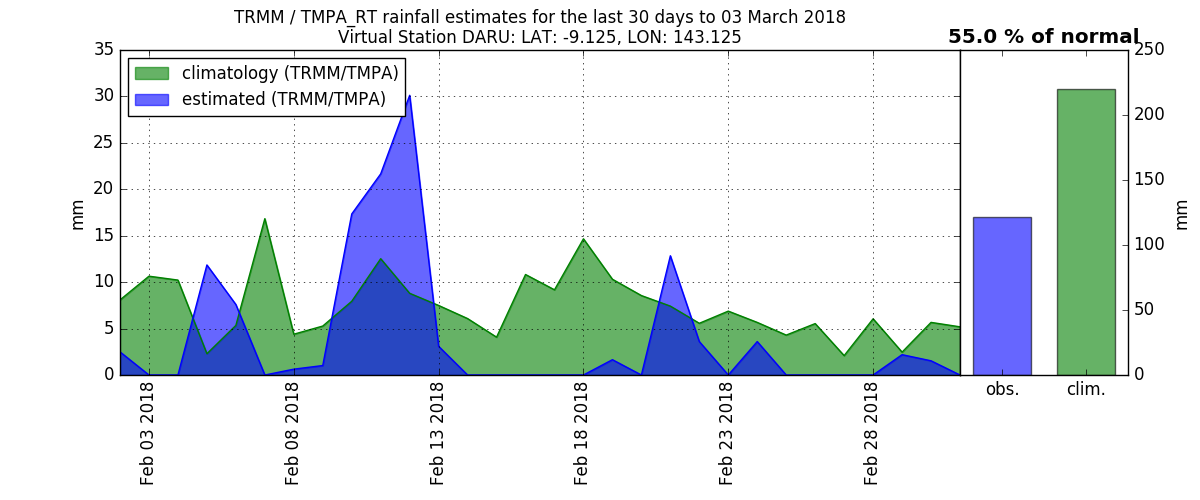 TRMM / TMPA_RT rainfall estimates for the last 30 days to 03 March 2018
Virtual Station DARU: LAT: -9.125, LON: 143.125
55.0 % of normal
climatology (TRMM/TMPA)
estimated (TRMM/TMPA)
mm
35
30
25
20
15
10
5
0
Feb 03 2018
Feb 08 2018
Feb 13 2018
Feb 18 2018
Feb 23 2018
Feb 28 2018
obs.
clim.
250
200
150
100
50
0
mm